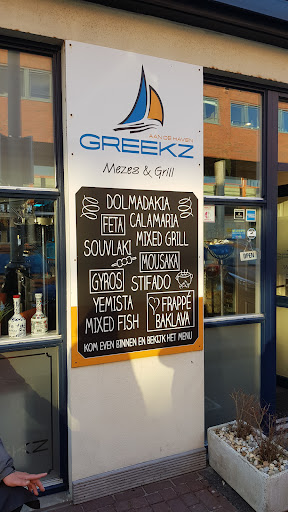 AAN DE HAVEN
GREEKZ
Mezes & Grill
DOLMADAKIA
FETA CALAMARIA
SOUVLAKI MIXED GRILL
MOUSAKA
GYROS STIFADO
YEMISTA FRAPPÉ
MIXED FISH BAKLAVA
KOM EVEN BINNEN EN BEKIJK HET MENU
OPEN